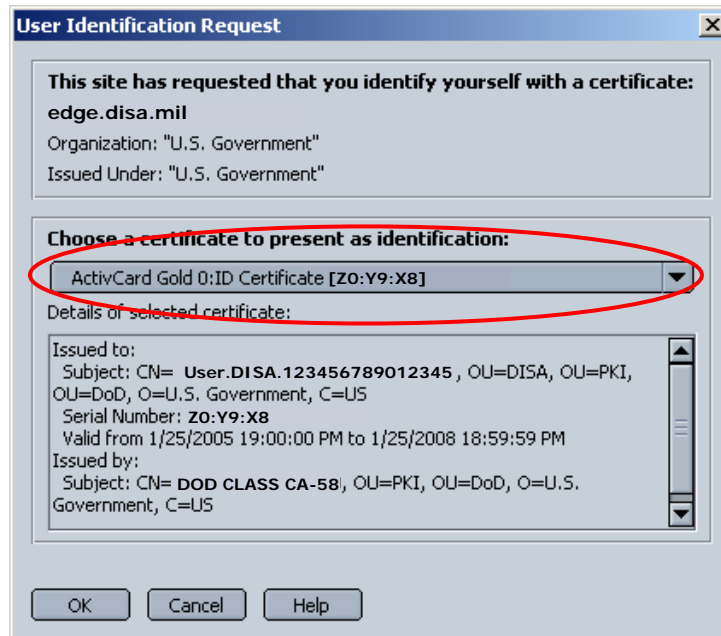 User Identification Request
This site has requested that you identify yourself with a certificate:
edge.disa.mil
Organization: "U.S. Government"
Issued Under: "U.S. Government"
Choose a certificate to present as identification:
ActivCard Gold 0:ID Certificate [Z0:Y9:X8]
Details of selected certificate:
Issued to:
Subject: CN= User.DISA.123456789012345 , OU=DISA, OU=PKI,
OU=DoD, O=U.S. Government, C=US
Serial Number: Z0:Y9:X8
Valid from 1/25/2005 19:00:00 PM to 1/25/2008 18:59:59 PM
Issued by:
Subject: CN= DOD CLASS CA-58, OU=PKI, OU=DoD, O=U.S.
Government, C=US
OK Cancel Help